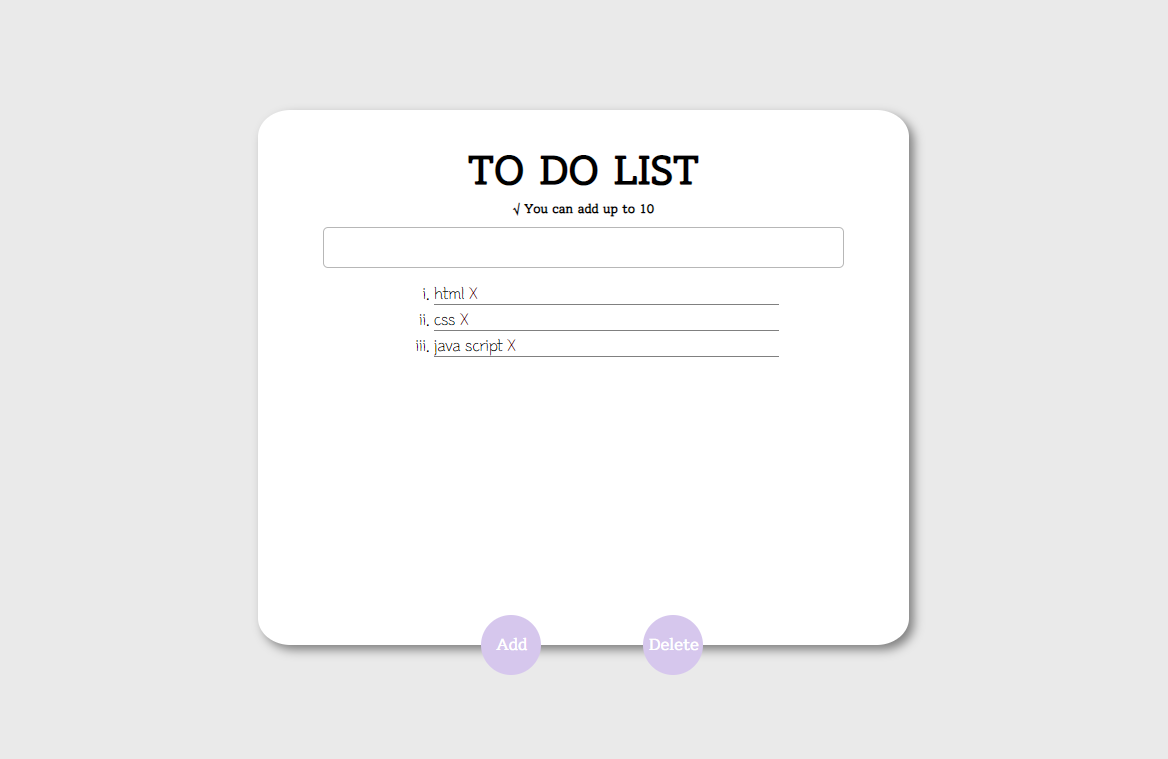 TO DO LIST
√ You can add up to 10
i. html X
ii. css X
iii. java script X
Add
Delete